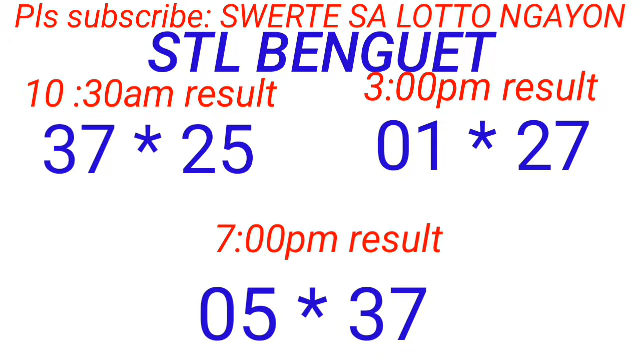 Pls subscribe: SWERTE SA LOTTO NGAYON
STL BENGUET
10 :30am result
37 * 25
3:00pm result
01 * 27
7:00pm result
05 * 37